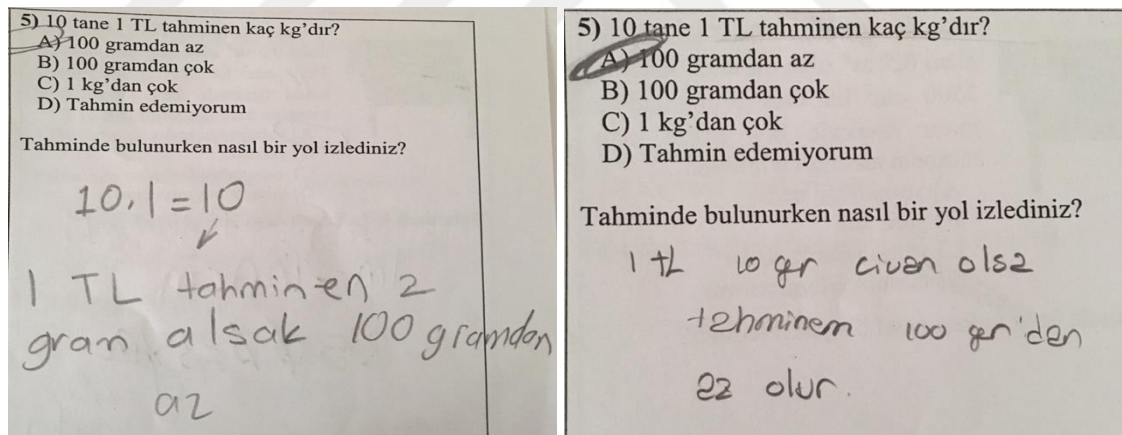 5) 10 tane 1 TL tahminen kaç kg’dır?
A) 100 gramdan az
B) 100 gramdan çok
C) 1 kg’dan çok
D) Tahmin edemiyorum
Tahminde bulunurken nasıl bir yol izlediniz?
10.1=10
1 TL tahminen 2
gram alsak 100 gramdan
az
5) 10 tane 1 TL tahminen kaç kg’dır?
A) 100 gramdan az
B) 100 gramdan çok
C) 1 kg’dan çok
D) Tahmin edemiyorum
Tahminde bulunurken nasıl bir yol izlediniz?
1 tL 10 gr civarı olsa
tahminem 100 gr'dan
az olur.